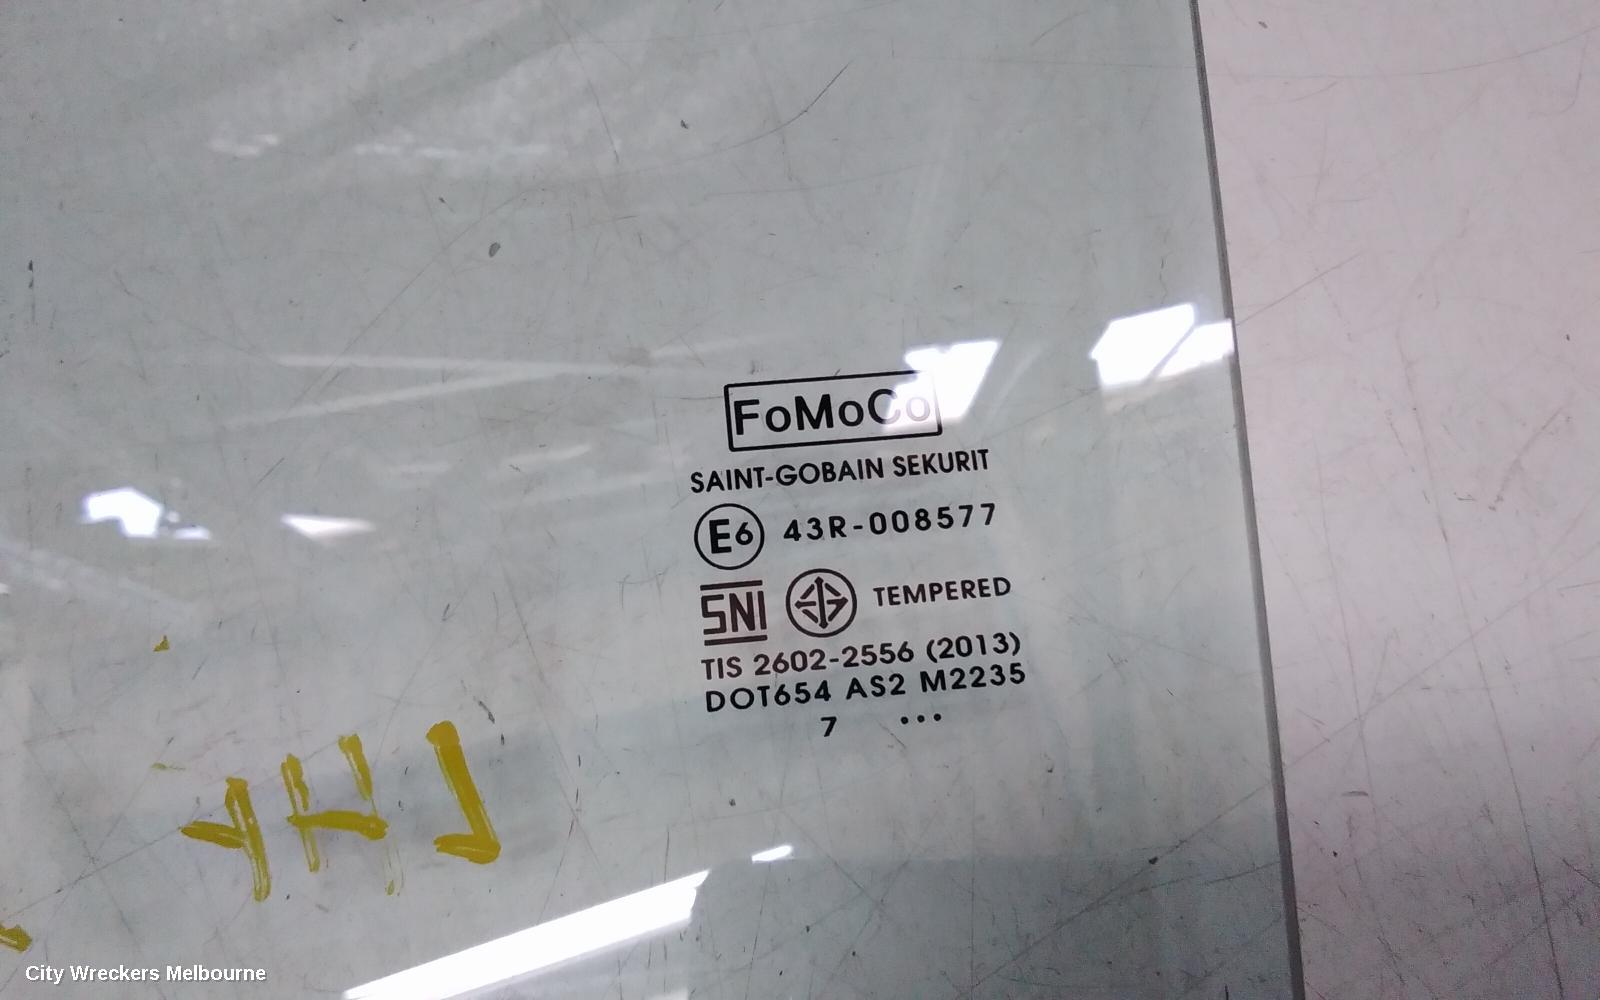 FoMoCo
SAINT-GOBAIN SEKURIT
E6 43R-008577
SNI TEMPERED
TIS 2602-2556 (2013)
DOT654 AS2 M2235
7 •••
City Wreckers Melbourne